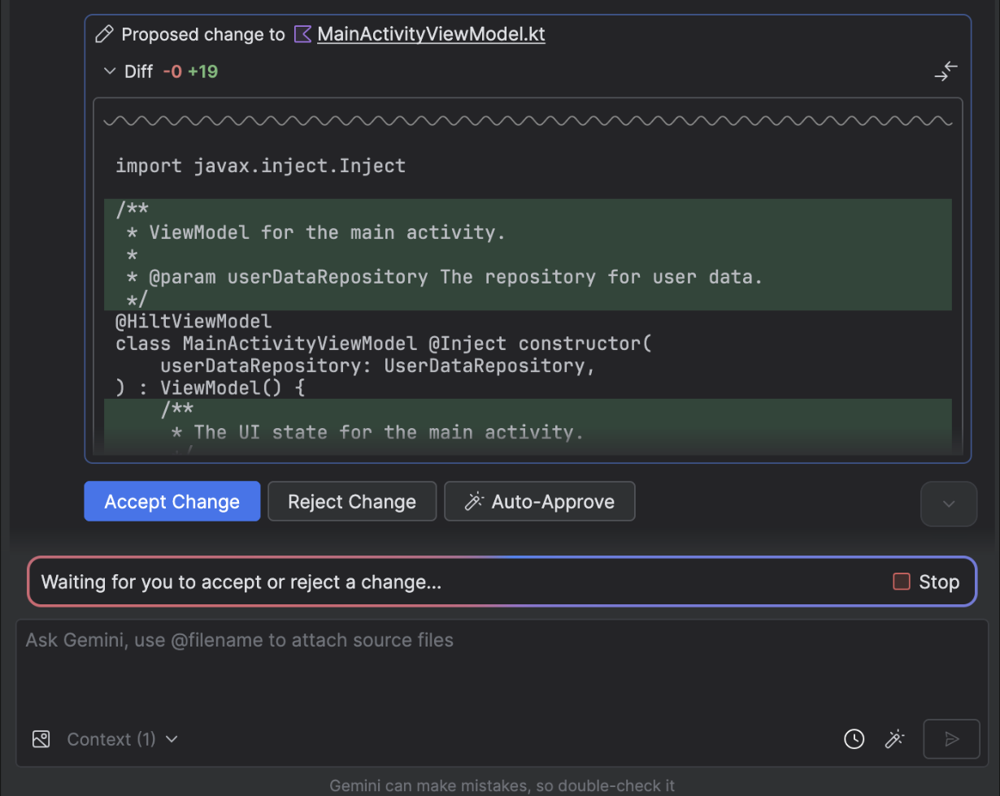 Proposed change to MainActivityViewModel.kt
Diff -0 +19
import javax.inject.Inject
/**
 * ViewModel for the main activity.
 *
 * @param userDataRepository The repository for user data.
 */
@HiltViewModel
class MainActivityViewModel @Inject constructor(
    userDataRepository: UserDataRepository,
) : ViewModel() {
    /**
     * The UI state for the main activity.
     */
Accept Change Reject Change Auto-Approve
Waiting for you to accept or reject a change... Stop
Ask Gemini, use @filename to attach source files
Context (1)
Gemini can make mistakes, so double-check it